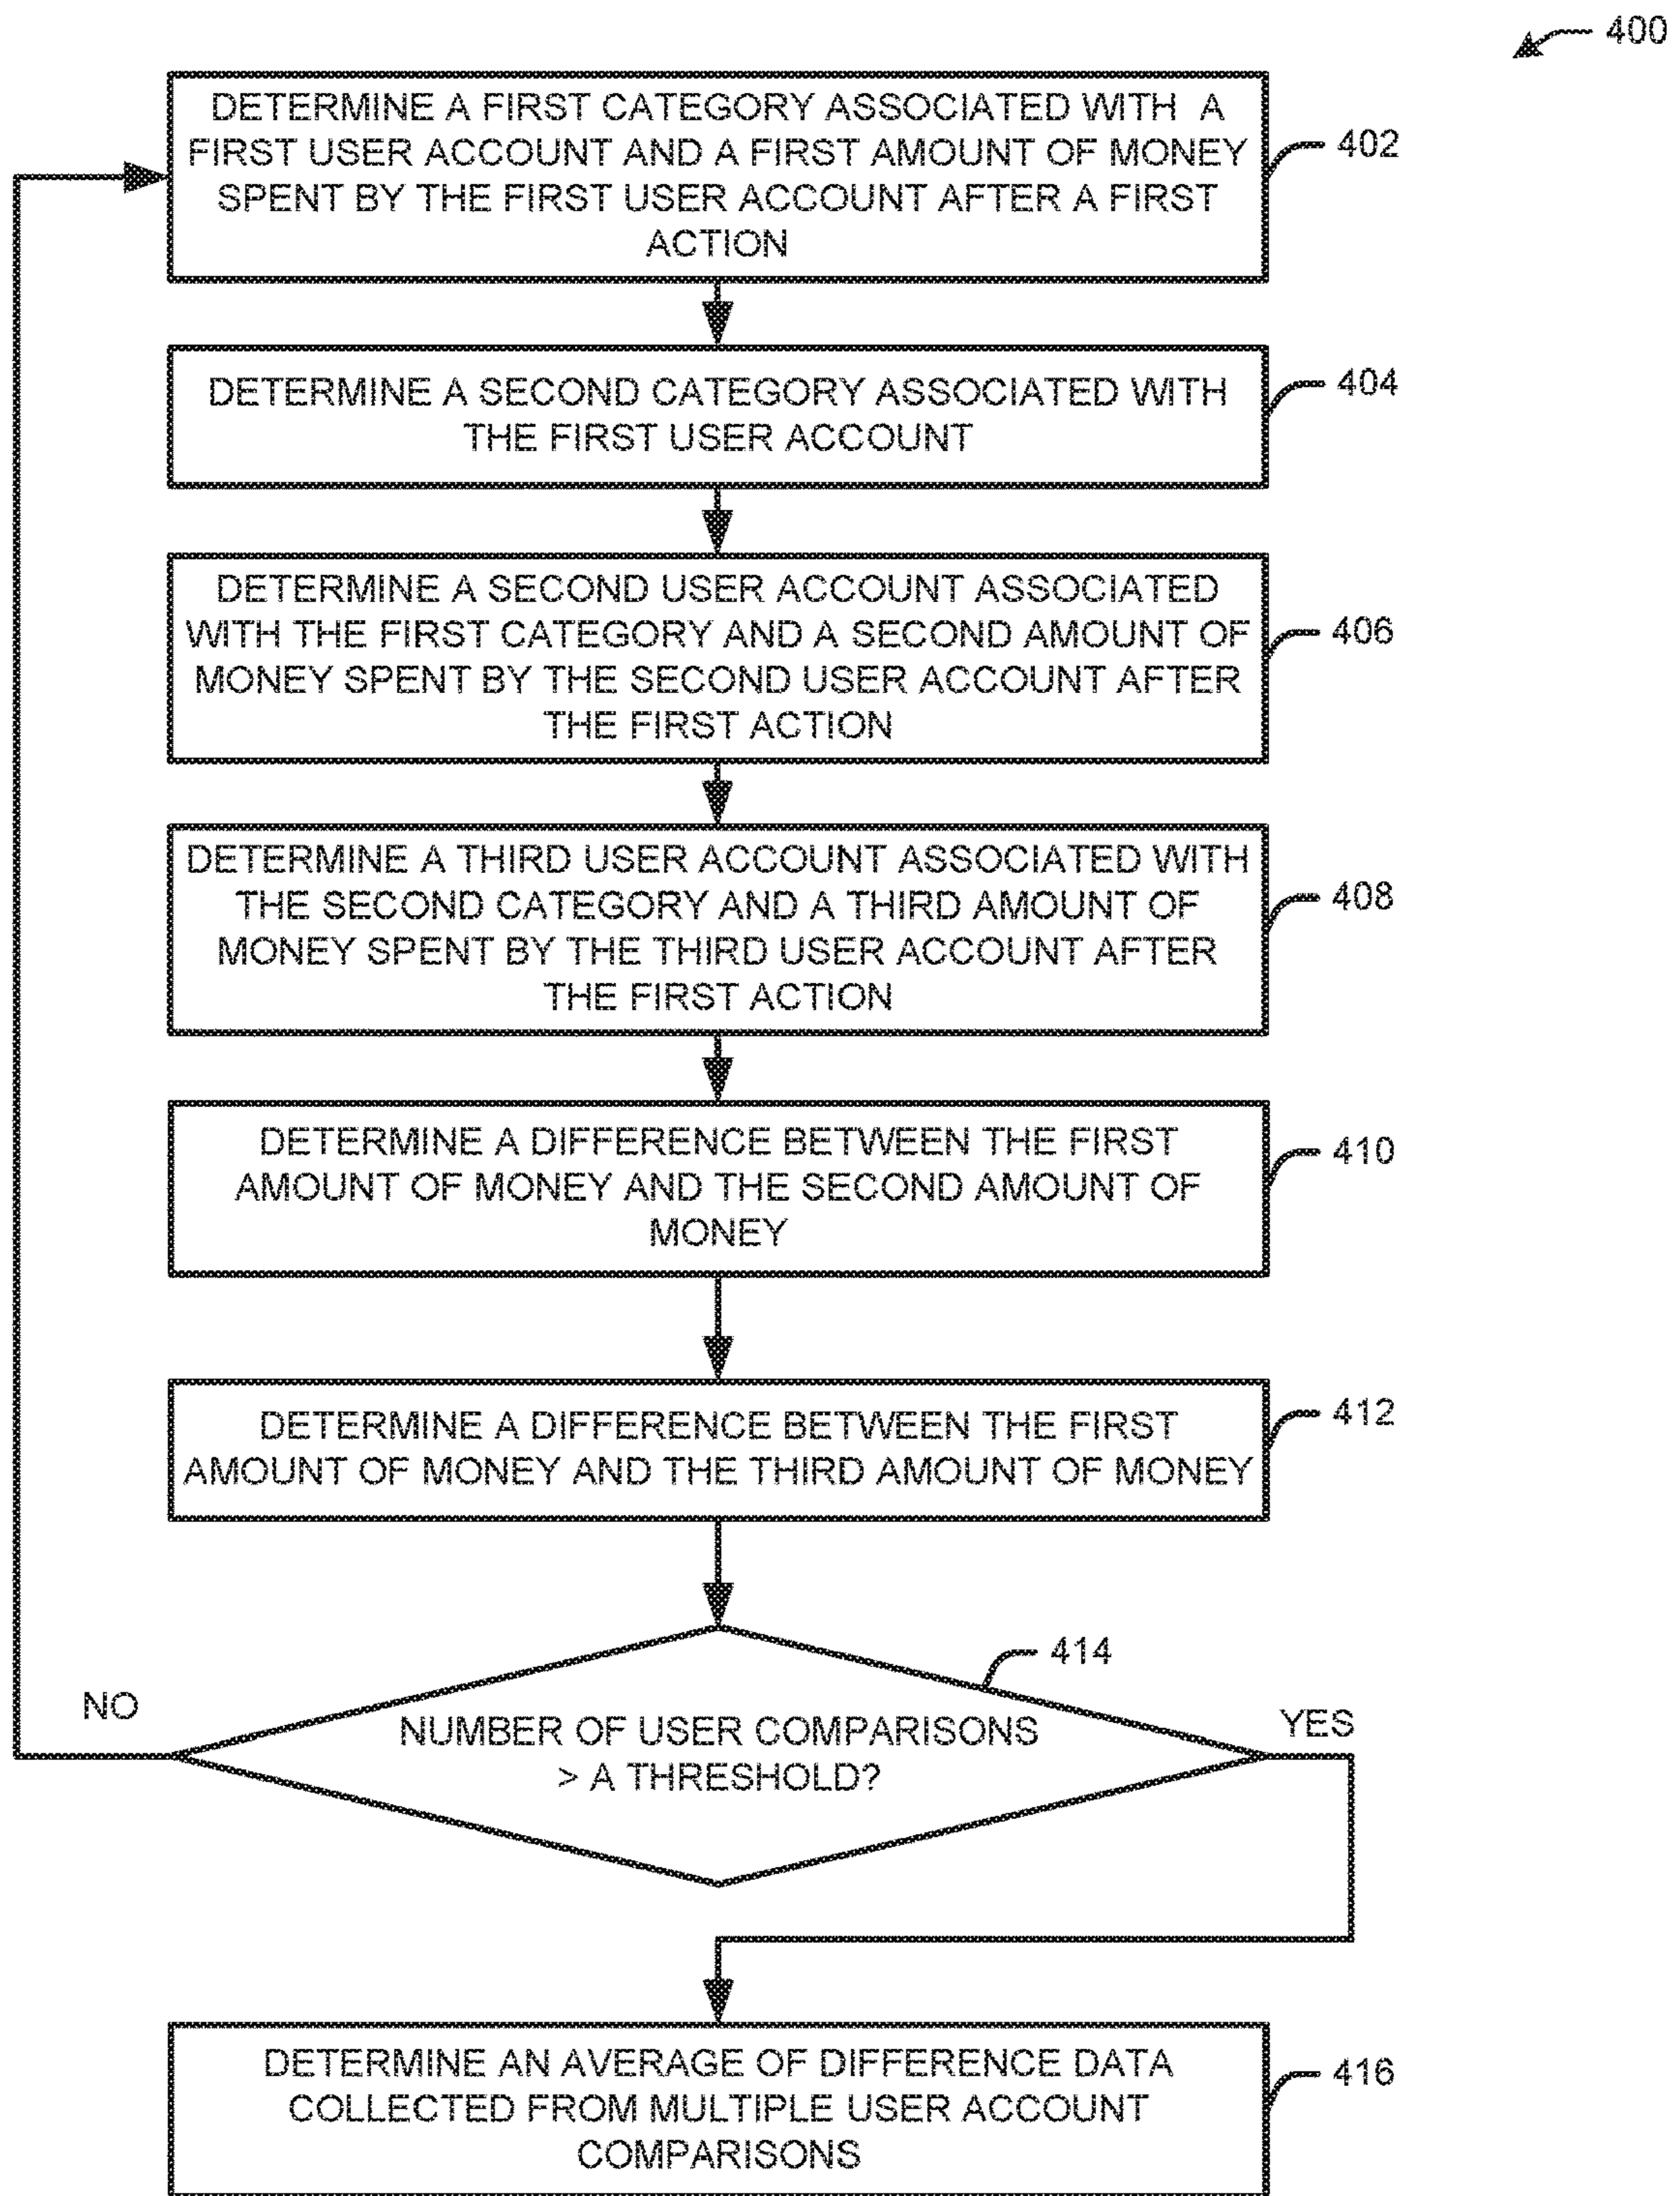 400
DETERMINE A FIRST CATEGORY ASSOCIATED WITH A
FIRST USER ACCOUNT AND A FIRST AMOUNT OF MONEY
SPENT BY THE FIRST USER ACCOUNT AFTER A FIRST
ACTION
402
DETERMINE A SECOND CATEGORY ASSOCIATED WITH
THE FIRST USER ACCOUNT
404
DETERMINE A SECOND USER ACCOUNT ASSOCIATED
WITH THE FIRST CATEGORY AND A SECOND AMOUNT OF
MONEY SPENT BY THE SECOND USER ACCOUNT AFTER
THE FIRST ACTION
406
DETERMINE A THIRD USER ACCOUNT ASSOCIATED WITH
THE SECOND CATEGORY AND A THIRD AMOUNT OF
MONEY SPENT BY THE THIRD USER ACCOUNT AFTER
THE FIRST ACTION
408
DETERMINE A DIFFERENCE BETWEEN THE FIRST
AMOUNT OF MONEY AND THE SECOND AMOUNT OF
MONEY
410
DETERMINE A DIFFERENCE BETWEEN THE FIRST
AMOUNT OF MONEY AND THE THIRD AMOUNT OF MONEY
412
414
NO
NUMBER OF USER COMPARISONS
> A THRESHOLD?
YES
DETERMINE AN AVERAGE OF DIFFERENCE DATA
COLLECTED FROM MULTIPLE USER ACCOUNT
COMPARISONS
416